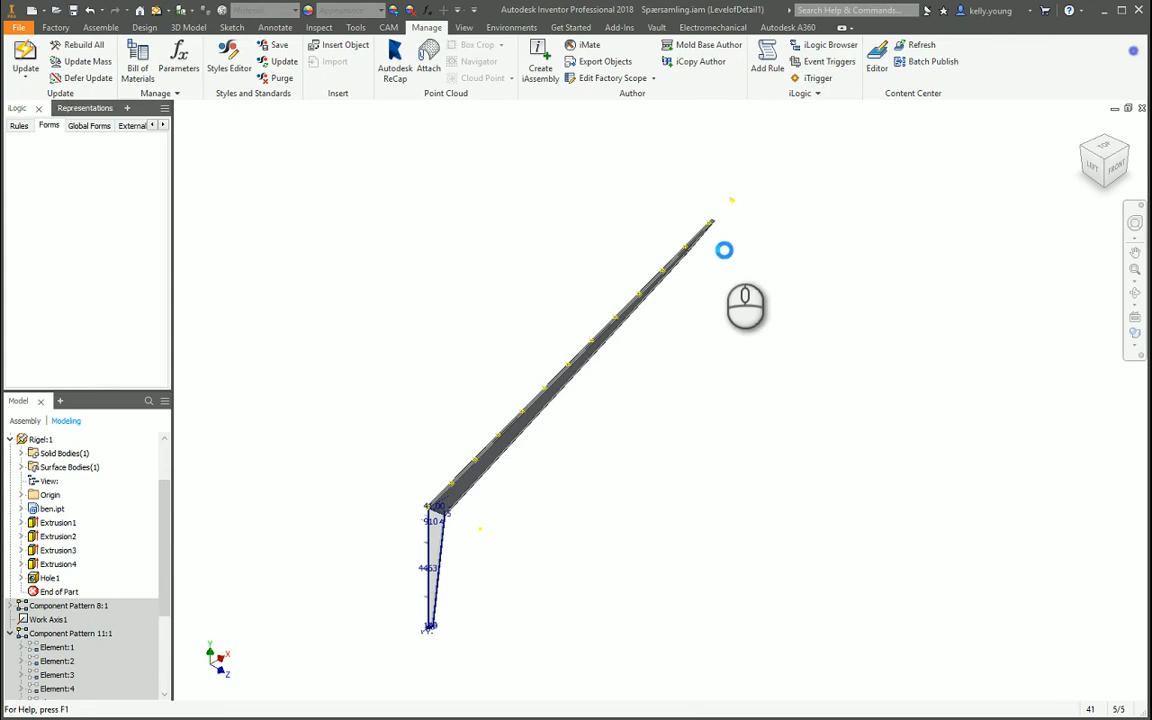 Material
Appearance
Autodesk Inventor Professional 2018 Spærsamling.iam (LevelofDetail1)
Search Help & Commands...
kelly.young
PRO
File Factory Assemble Design 3D Model Sketch Annotate Inspect Tools CAM Manage View Environments Get Started Add-Ins Vault Electromechanical Autodesk A360
Update
Rebuild All
Update Mass
Defer Update
Update
Bill of Materials
Parameters
Manage
Styles Editor
Save
Update
Purge
Styles and Standards
Insert Object
Import
Insert
Autodesk ReCap
Attach
Box Crop
Navigator
Cloud Point
Point Cloud
Create iAssembly
iMate
Export Objects
Edit Factory Scope
Mold Base Author
iCopy Author
Author
Add Rule
iLogic Browser
Event Triggers
iTrigger
iLogic
Editor
Refresh
Batch Publish
Content Center
iLogic
Representations
Rules Forms Global Forms External
TOP
LEFT
FRONT
Model
Assembly Modeling
Rigel:1
Solid Bodies(1)
Surface Bodies(1)
View:
Origin
ben.ipt
Extrusion1
Extrusion2
Extrusion3
Extrusion4
Hole1
End of Part
Component Pattern 8:1
Work Axis1
Component Pattern 11:1
Element:1
Element:2
Element:3
Element:4
910
4463
Y
X
Z
For Help, press F1
41
5/5